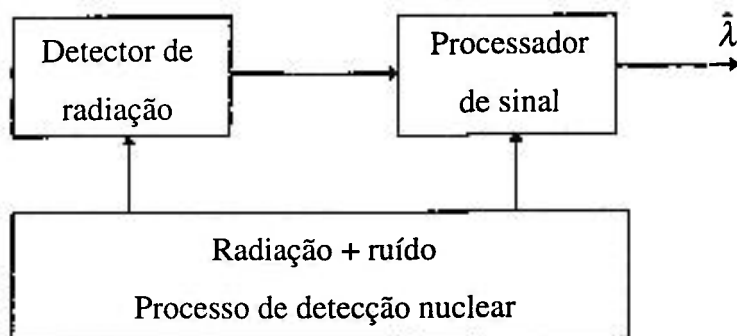 Detector de
radiação
Processador
de sinal
λ̂
Radiação + ruído
Processo de detecção nuclear